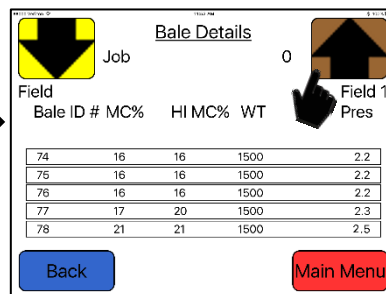 Bale Details
Job 0
Field Field 1
Bale ID # MC% HI MC% WT Pres
74 16 16 1500 2.2
75 16 16 1500 2.2
76 16 16 1500 2.2
77 17 20 1500 2.3
78 21 21 1500 2.5
Back Main Menu